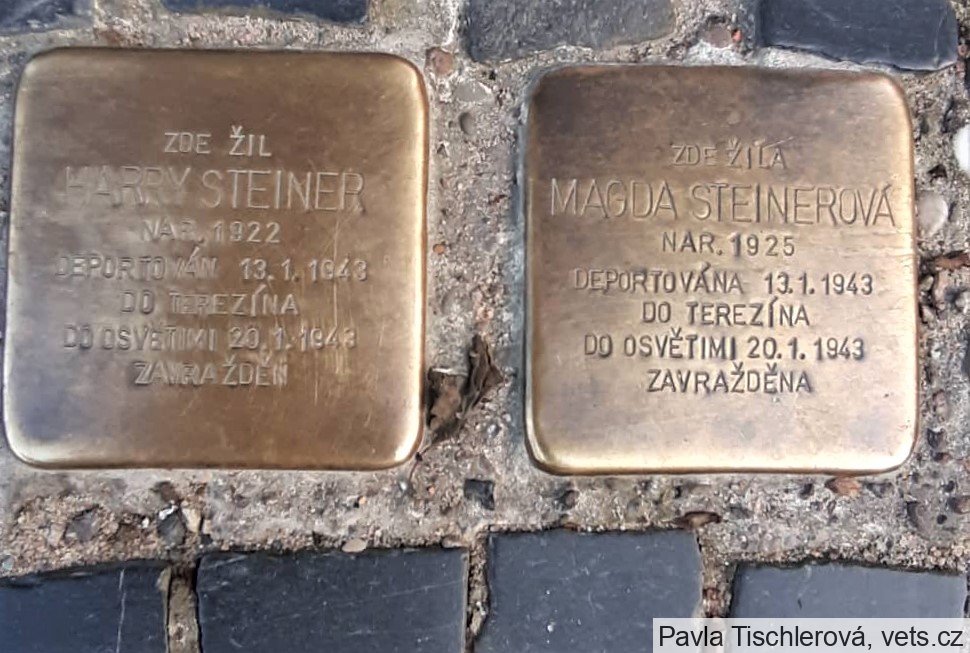 ZDE ŽIL
HARRY STEINER
NAR. 1922
DEPORTOVÁN 13.1.1943
DO TEREZÍNA
DO OSVĚTIMI 20.1.1943
ZAVRAŽDĚN
ZDE ŽILA
MAGDA STEINEROVÁ
NAR. 1925
DEPORTOVÁNA 13.1.1943
DO TEREZÍNA
DO OSVĚTIMI 20.1.1943
ZAVRAŽDĚNA
Pavla Tischlerová, vets.cz